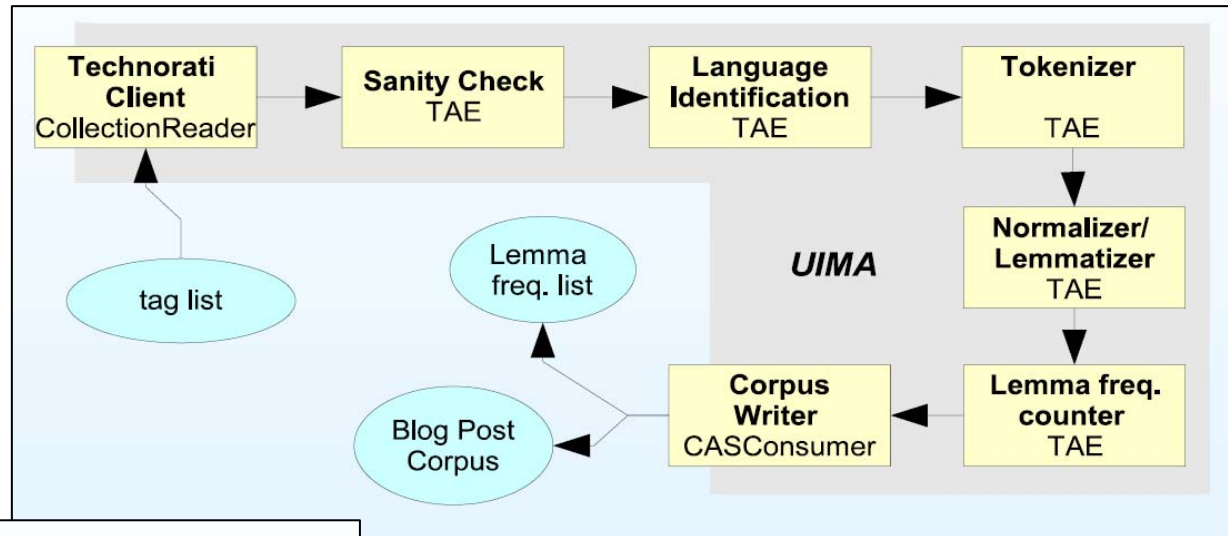 Technorati
Client
CollectionReader
Sanity Check
TAE
Language
Identification
TAE
Tokenizer
TAE
Normalizer/
Lemmatizer
TAE
UIMA
Lemma
freq. list
tag list
Lemma freq.
counter
TAE
Corpus
Writer
CASConsumer
Blog Post
Corpus